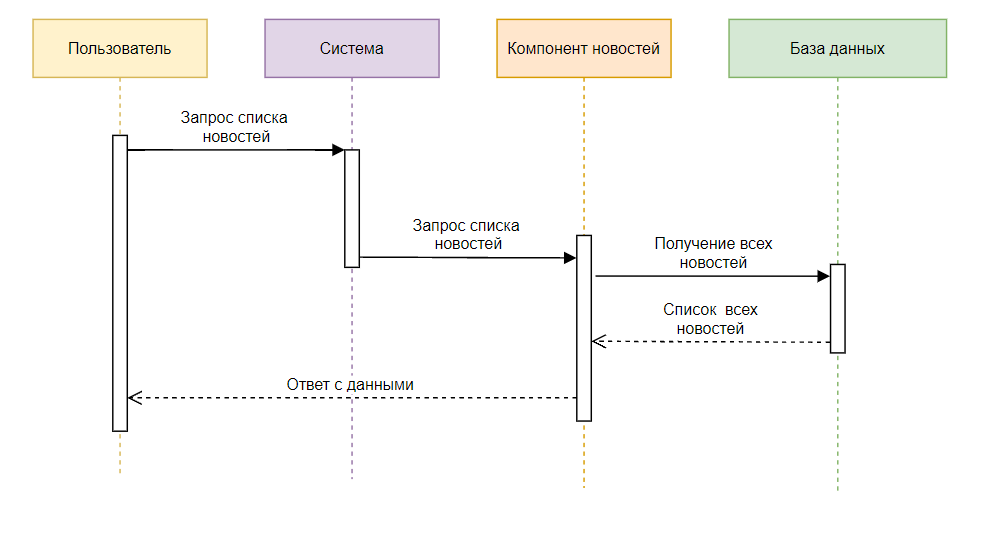 Пользователь
Система
Компонент новостей
База данных
Запрос списка
новостей
Запрос списка
новостей
Получение всех
новостей
Список всех
новостей
Ответ с данными